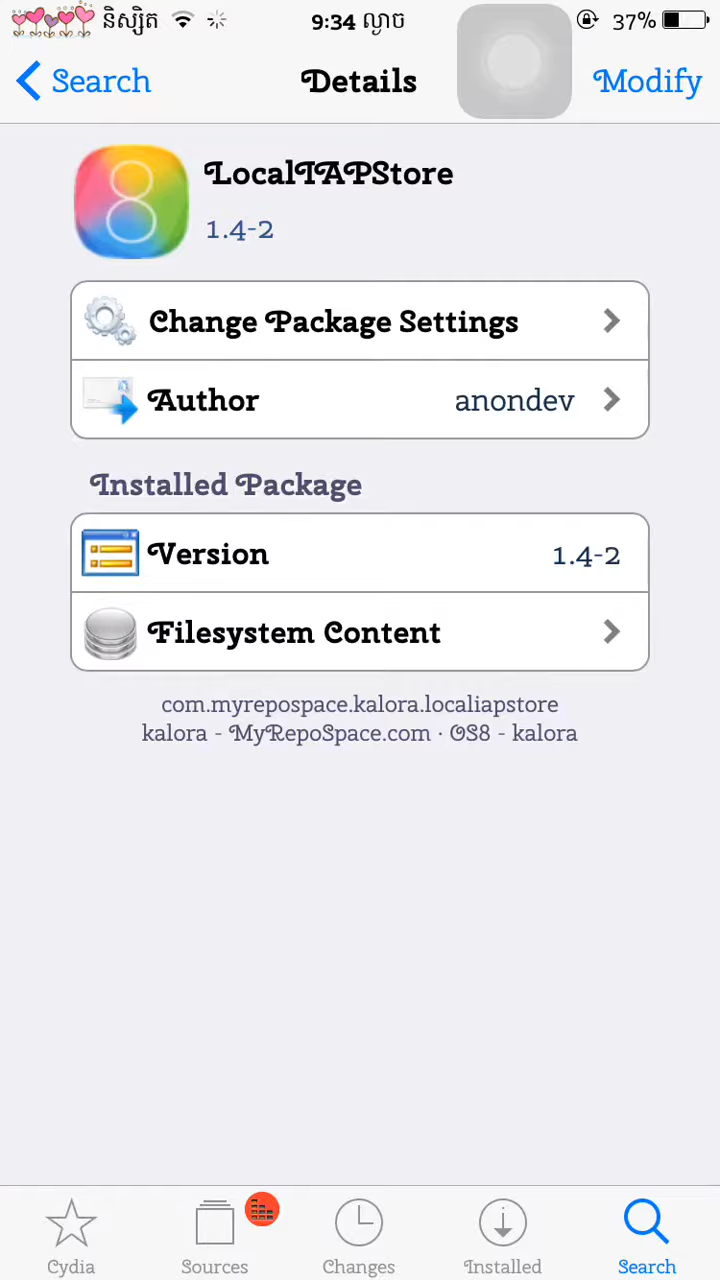 និស្សិត 9:34 ល្ងាច 37%
Search Details Modify
LocalIAPStore
1.4-2
Change Package Settings
Author anondev
Installed Package
Version 1.4-2
Filesystem Content
com.myrepospace.kalora.localiapstore
kalora - MyRepoSpace.com · OS8 - kalora
Cydia Sources Changes Installed Search